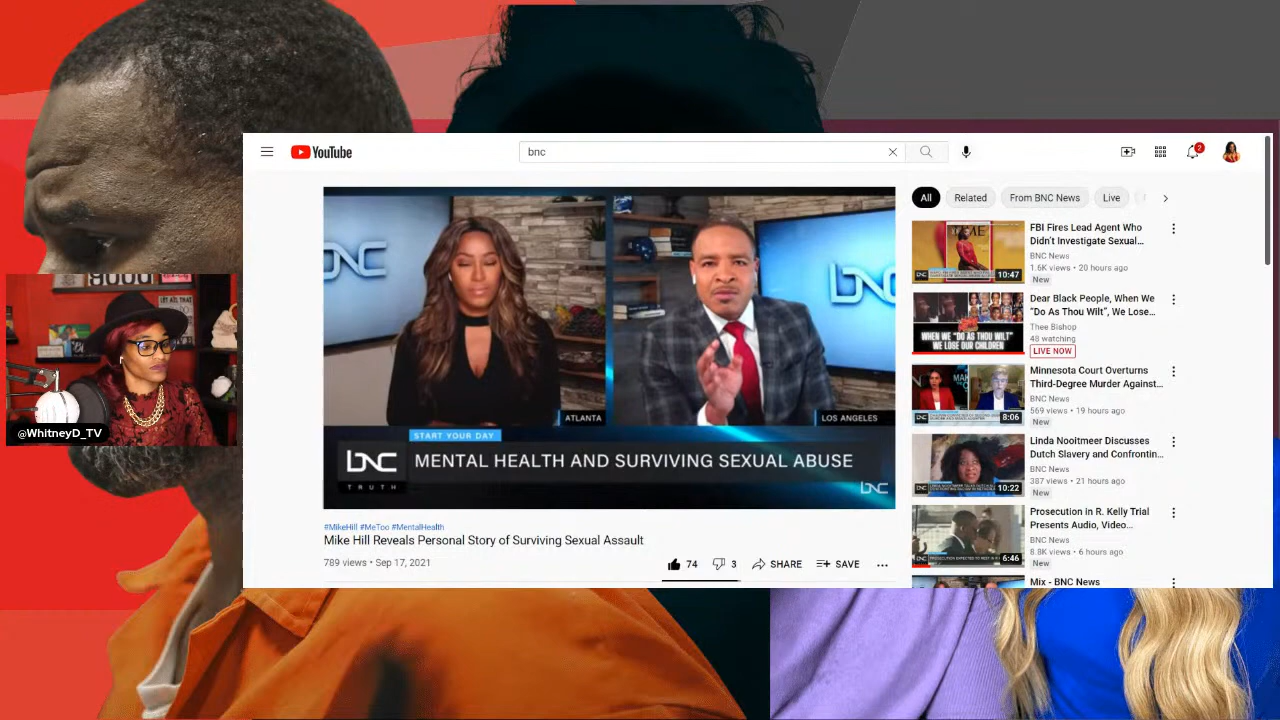 YouTube
bnc
2
All
Related
From BNC News
Live
bnc
bnc
TIME
10:47
FBI Fires Lead Agent Who
Didn't Investigate Sexual...
BNC News
1.6K views • 20 hours ago
New
WHEN WE "DO AS THOU WILT"
WE LOSE OUR CHILDREN
Dear Black People, When We
"Do As Thou Wilt", We Lose...
Thee Bishop
48 watching
LIVE NOW
8:06
Minnesota Court Overturns
Third-Degree Murder Against...
BNC News
569 views • 19 hours ago
New
10:22
Linda Nooitmeer Discusses
Dutch Slavery and Confrontin...
BNC News
387 views • 21 hours ago
New
6:46
Prosecution in R. Kelly Trial
Presents Audio, Video...
BNC News
8.8K views • 6 hours ago
New
Mix - BNC News
ATLANTA
LOS ANGELES
START YOUR DAY
bnc
TRUTH
MENTAL HEALTH AND SURVIVING SEXUAL ABUSE
bnc
#MikeHill #MeToo #MentalHealth
Mike Hill Reveals Personal Story of Surviving Sexual Assault
789 views • Sep 17, 2021
74
3
SHARE
SAVE
@WhitneyD_TV